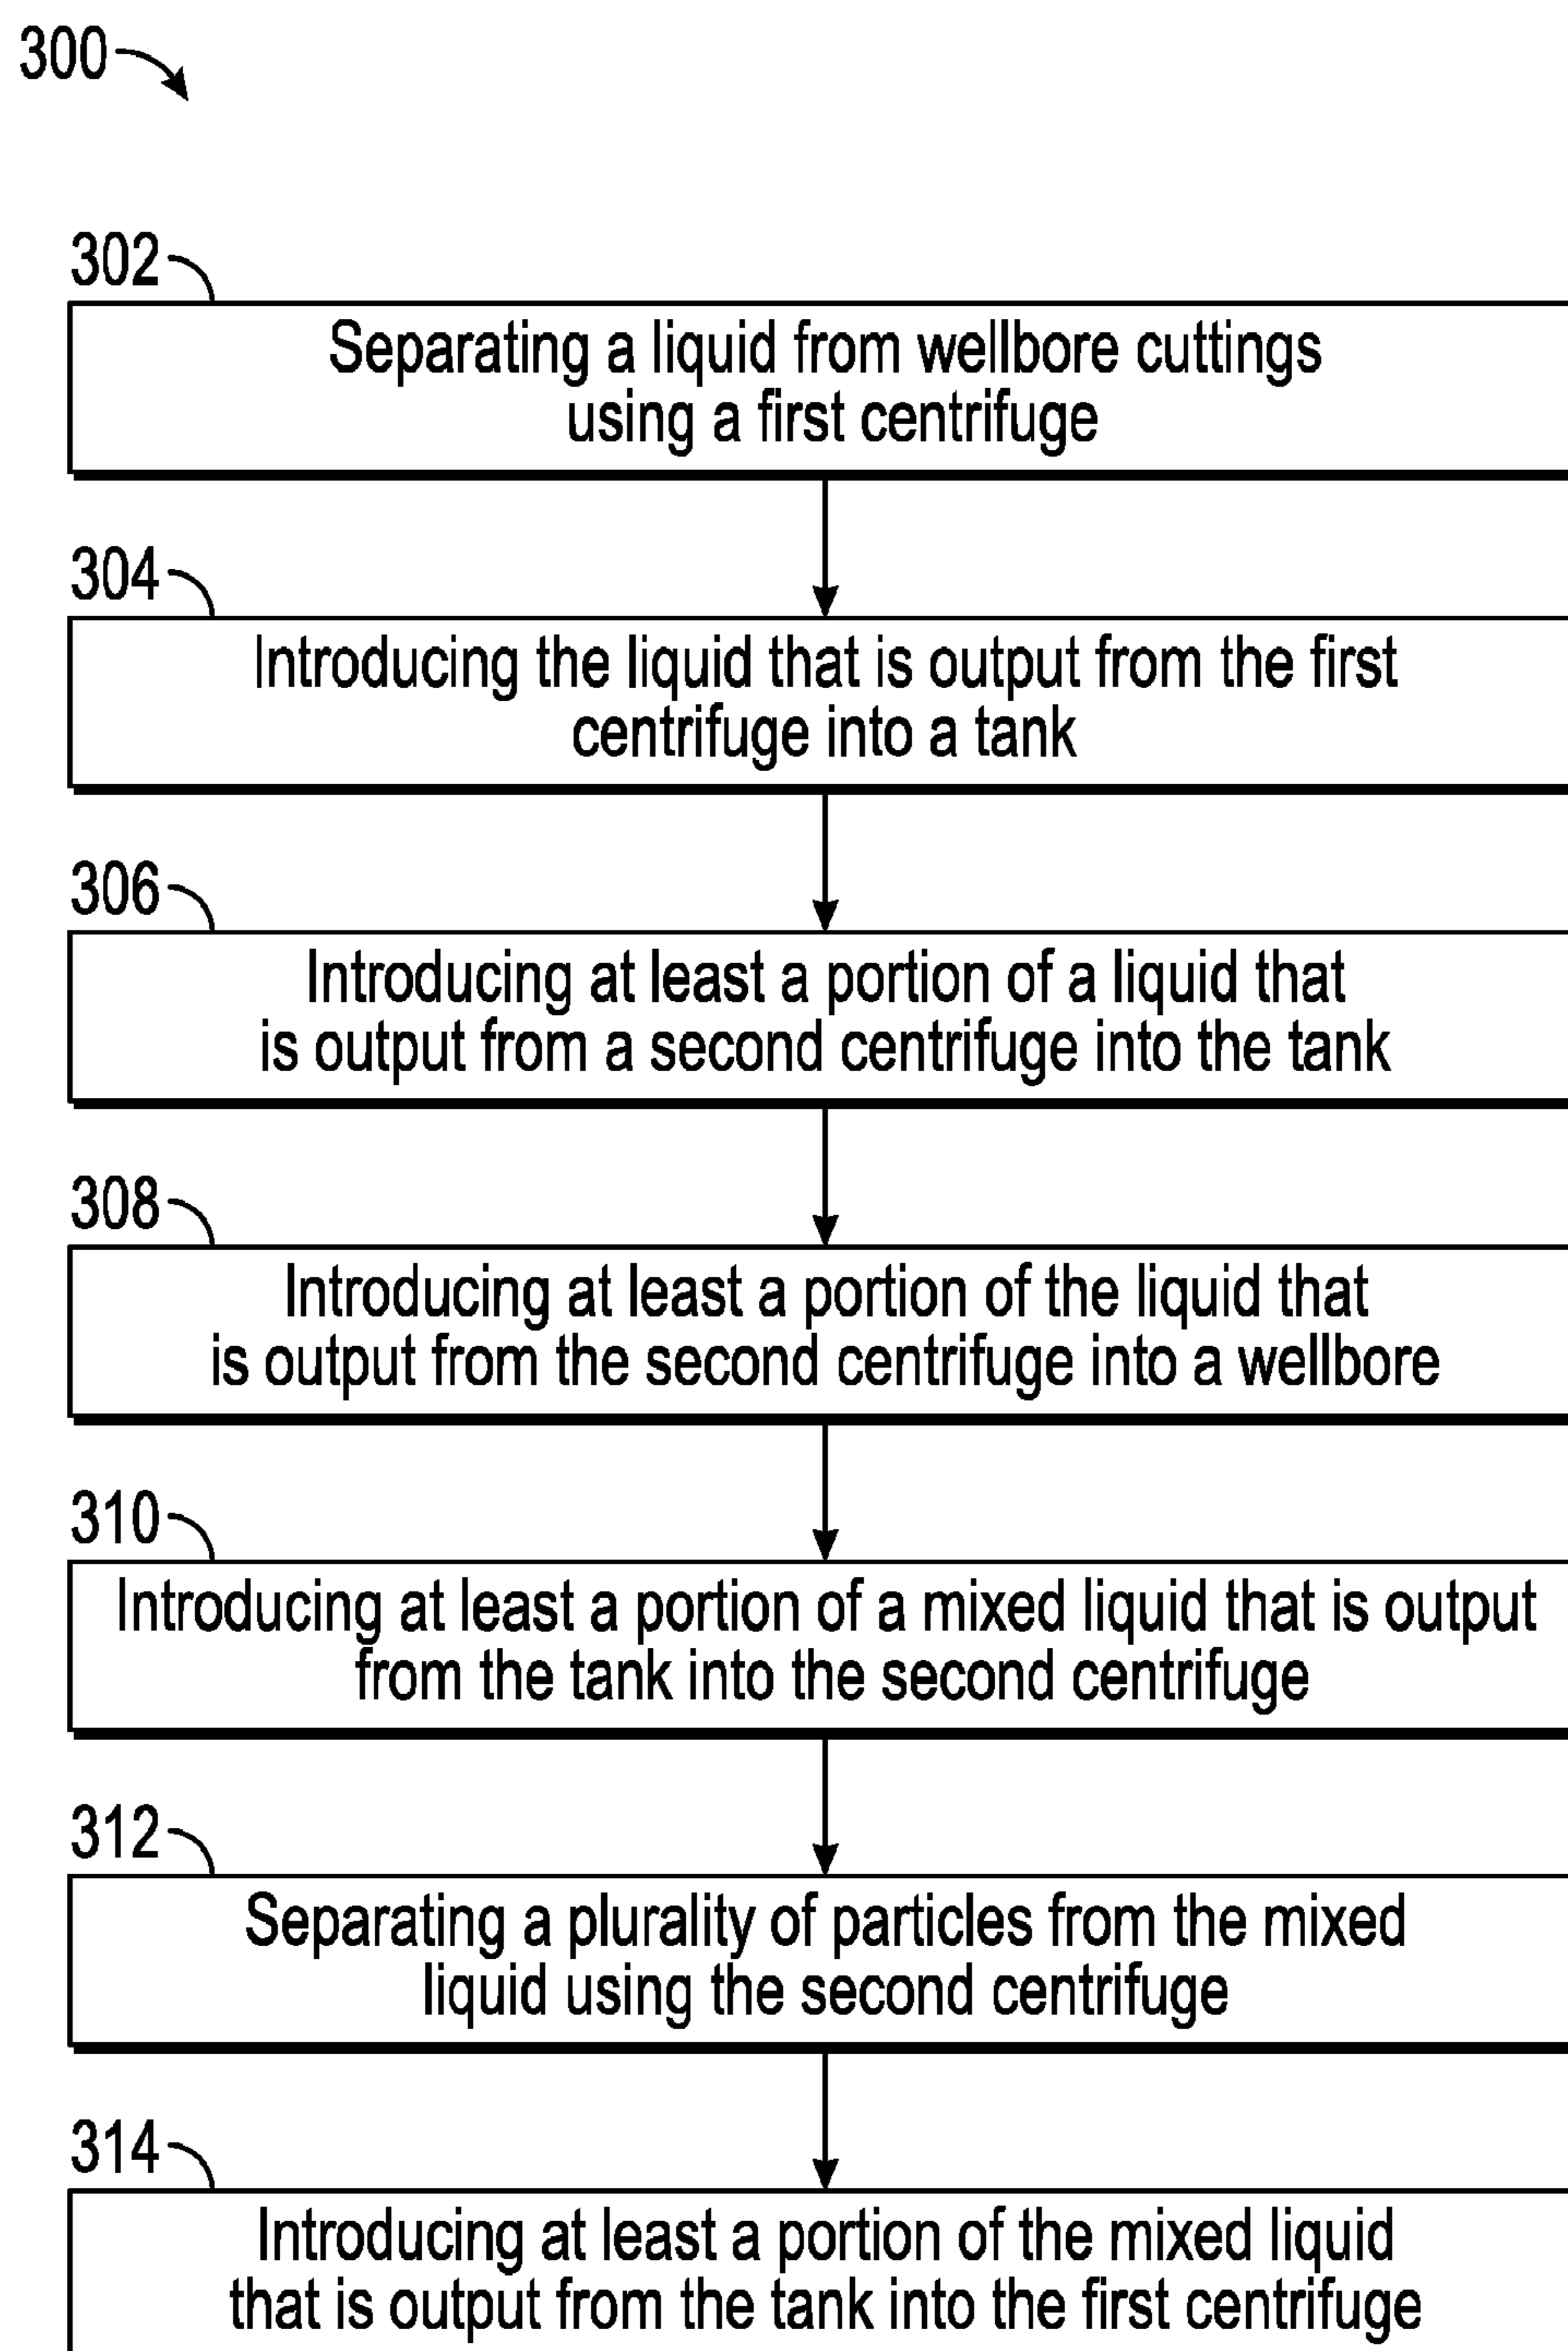 300
302
Separating a liquid from wellbore cuttings
using a first centrifuge
304
Introducing the liquid that is output from the first
centrifuge into a tank
306
Introducing at least a portion of a liquid that
is output from a second centrifuge into the tank
308
Introducing at least a portion of the liquid that
is output from the second centrifuge into a wellbore
310
Introducing at least a portion of a mixed liquid that is output
from the tank into the second centrifuge
312
Separating a plurality of particles from the mixed
liquid using the second centrifuge
314
Introducing at least a portion of the mixed liquid
that is output from the tank into the first centrifuge